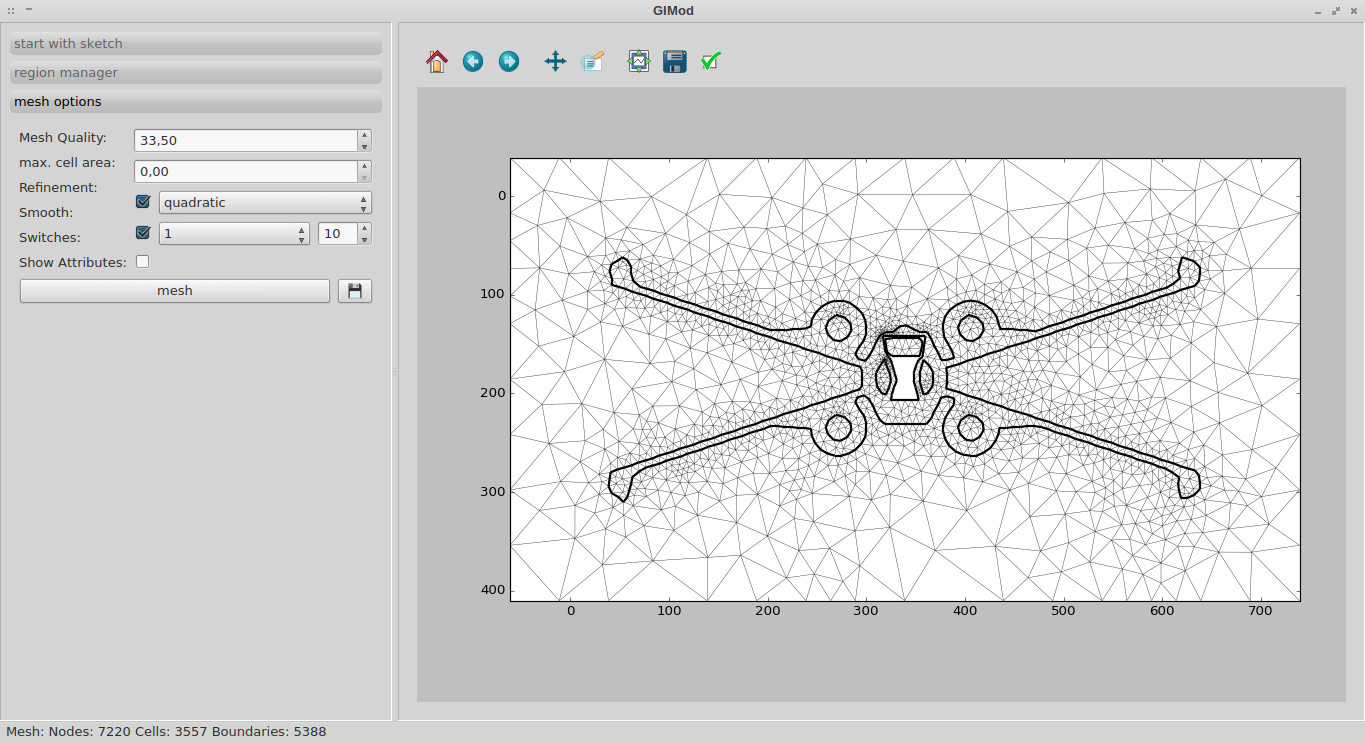 GIMod
start with sketch
region manager
mesh options
Mesh Quality: 33,50
max. cell area: 0,00
Refinement: quadratic
Smooth: 1 10
Switches:
Show Attributes:
mesh
0
100
200
300
400
0 100 200 300 400 500 600 700
Mesh: Nodes: 7220 Cells: 3557 Boundaries: 5388